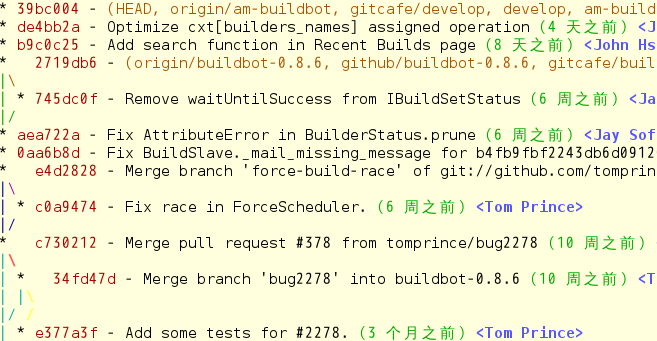 * 39bc004 - (HEAD, origin/am-buildbot, gitcafe/develop, develop, am-build
* de4bb2a - Optimize cxt[builders_names] assigned operation (4 天之前) <J
* b9c0c25 - Add search function in Recent Builds page (8 天之前) <John Hs
*   2719db6 - (origin/buildbot-0.8.6, github/buildbot-0.8.6, gitcafe/buil
|\
| * 745dc0f - Remove waitUntilSuccess from IBuildSetStatus (6 周之前) <Ja
|/
* aea722a - Fix AttributeError in BuilderStatus.prune (6 周之前) <Jay Sof
* 0aa6b8d - Fix BuildSlave._mail_missing_message for b4fb9fbf2243db6d0912
*   e4d2828 - Merge branch 'force-build-race' of git://github.com/tomprin
|\
| * c0a9474 - Fix race in ForceScheduler. (6 周之前) <Tom Prince>
|/
*   c730212 - Merge pull request #378 from tomprince/bug2278 (10 周之前)
|\
| *   34fd47d - Merge branch 'bug2278' into buildbot-0.8.6 (10 周之前) <T
| |\
|/ /
| * e377a3f - Add some tests for #2278. (3 个月之前) <Tom Prince>